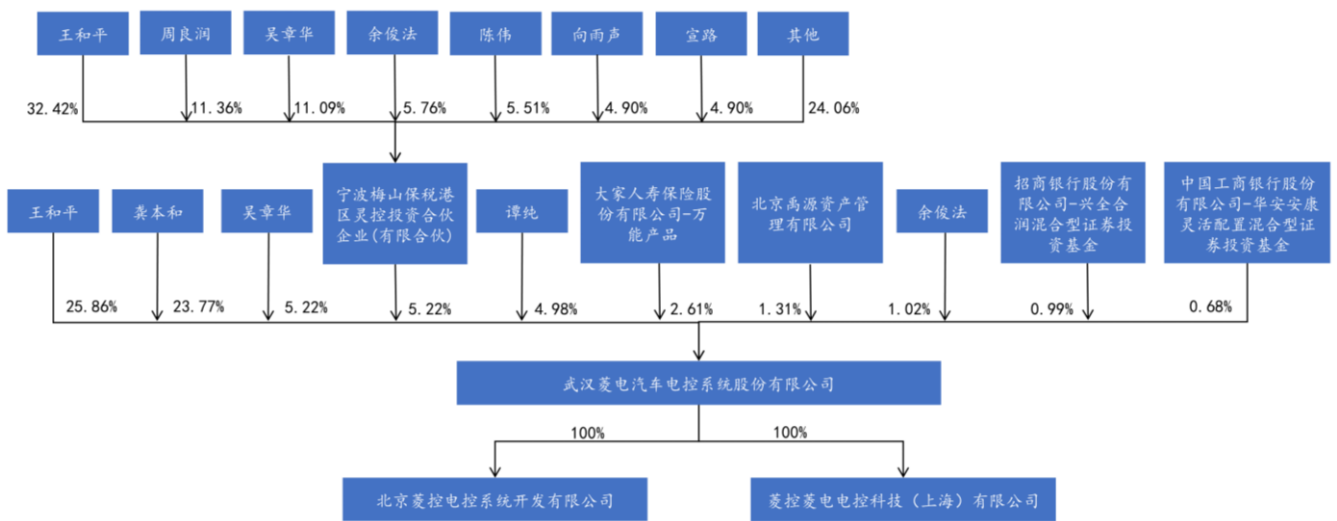 王和平
周良润
吴章华
余俊法
陈伟
向雨声
宣路
其他
32.42%
11.36%
11.09%
5.76%
5.51%
4.90%
4.90%
24.06%
王和平
龚本和
吴章华
宁波梅山保税港
区灵控投资合伙
企业(有限合伙)
谭纯
大家人寿保险股
份有限公司-万
能产品
北京禹源资产管
理有限公司
余俊法
招商银行股份有
限公司-兴全合
润混合型证券投
资基金
中国工商银行股份
有限公司-华安安康
灵活配置混合型证
券投资基金
25.86%
23.77%
5.22%
5.22%
4.98%
2.61%
1.31%
1.02%
0.99%
0.68%
武汉菱电汽车电控系统股份有限公司
100%
100%
北京菱控电控系统开发有限公司
菱控菱电电控科技（上海）有限公司